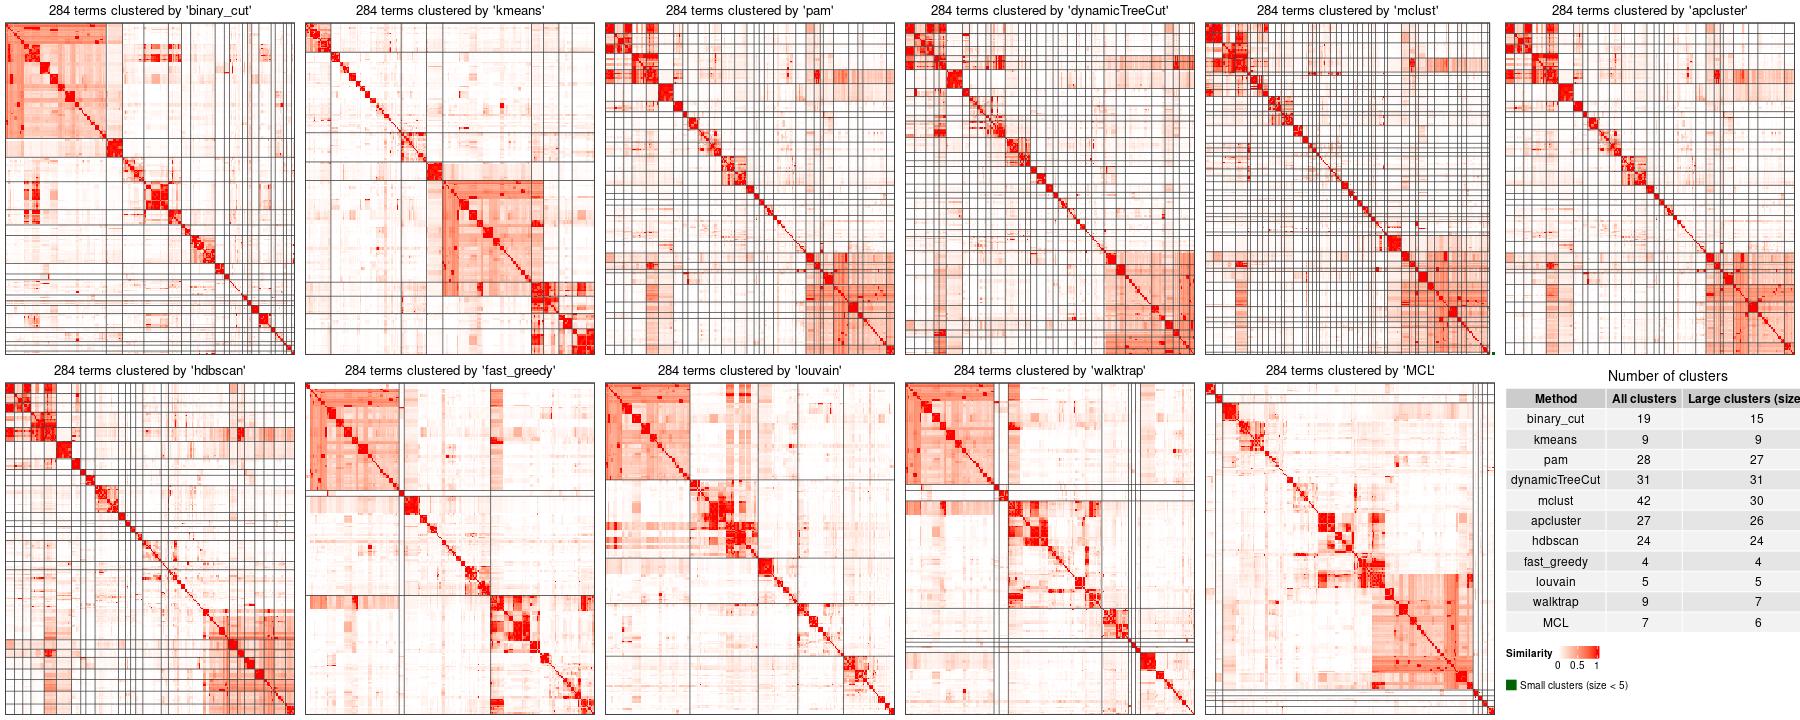 284 terms clustered by 'binary_cut'
284 terms clustered by 'kmeans'
284 terms clustered by 'pam'
284 terms clustered by 'dynamicTreeCut'
284 terms clustered by 'mclust'
284 terms clustered by 'apcluster'
284 terms clustered by 'hdbscan'
284 terms clustered by 'fast_greedy'
284 terms clustered by 'louvain'
284 terms clustered by 'walktrap'
284 terms clustered by 'MCL'
Number of clusters
Method All clusters Large clusters (size
binary_cut 19 15
kmeans 9 9
pam 28 27
dynamicTreeCut 31 31
mclust 42 30
apcluster 27 26
hdbscan 24 24
fast_greedy 4 4
louvain 5 5
walktrap 9 7
MCL 7 6
Similarity
0 0.5 1
Small clusters (size < 5)